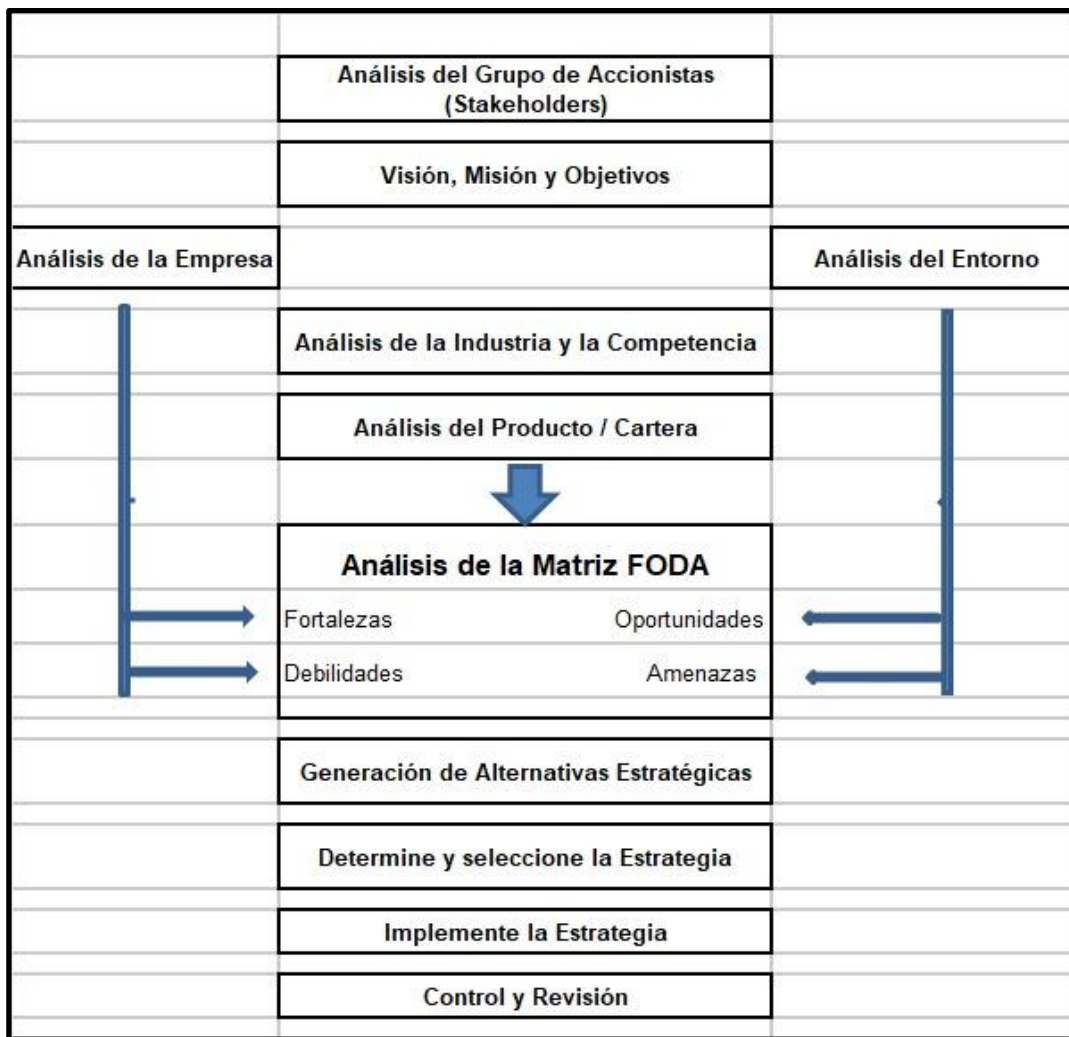 Análisis del Grupo de Accionistas
(Stakeholders)
Visión, Misión y Objetivos
Análisis de la Empresa
Análisis del Entorno
Análisis de la Industria y la Competencia
Análisis del Producto / Cartera
Análisis de la Matriz FODA
Fortalezas
Oportunidades
Debilidades
Amenazas
Generación de Alternativas Estratégicas
Determine y seleccione la Estrategia
Implemente la Estrategia
Control y Revisión